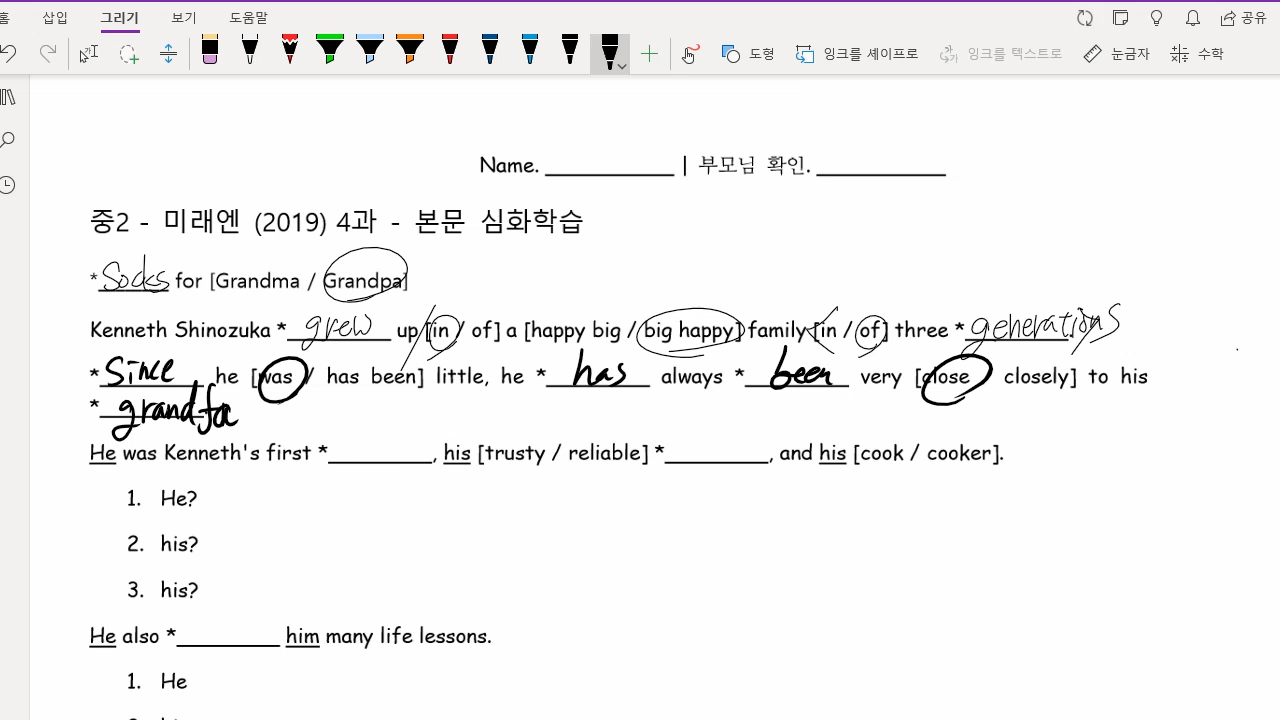 홈 삽입 그리기 보기 도움말 공유
잉크를 셰이프로 잉크를 텍스트로 도형 눈금자 수학
Name. __________ | 부모님 확인. __________
중2 - 미래엔 (2019) 4과 - 본문 심화학습
*Socks for [Grandma / Grandpa]
Kenneth Shinozuka *grew up [in / of] a [happy big / big happy] family [in / of] three *generations.
*Since he [was / has been] little, he *has always *been very [close / closely] to his
*grandfa
He was Kenneth's first *________, his [trusty / reliable] *________, and his [cook / cooker].
1. He?
2. his?
3. his?
He also *________ him many life lessons.
1. He